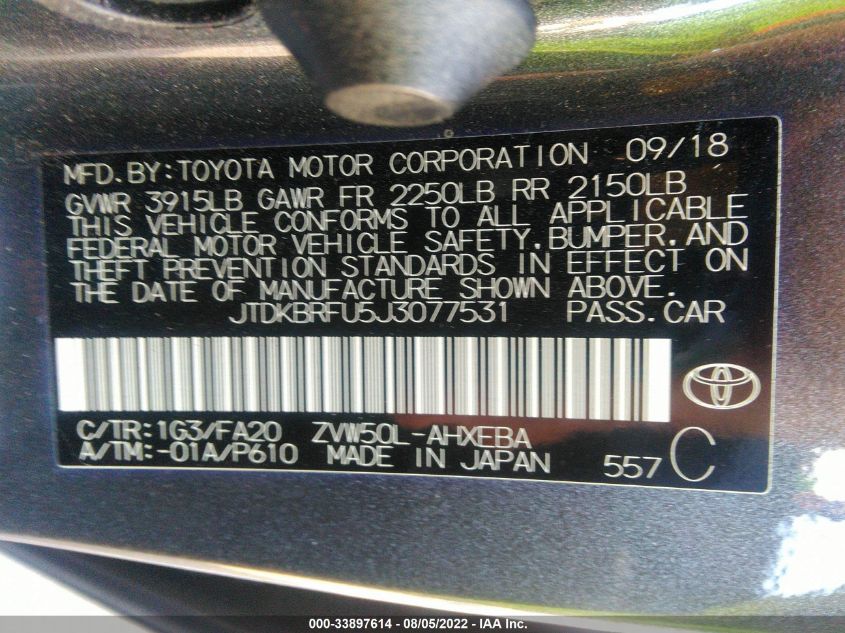 MFD.BY:TOYOTA MOTOR CORPORATION 09/18
GVWR 3915LB GAWR FR 2250LB RR 2150LB
THIS VEHICLE CONFORMS TO ALL APPLICABLE
FEDERAL MOTOR VEHICLE SAFETY,BUMPER,AND
THEFT PREVENTION STANDARDS IN EFFECT ON
THE DATE OF MANUFACTURE SHOWN ABOVE.
JTDKBRFU5J3077531 PASS.CAR
C/TR:1G3/FA20 ZVW50L-AHXEBA
A/TM:-01A/P610 MADE IN JAPAN 557 C
000-33897614 - 08/05/2022 - IAA Inc.